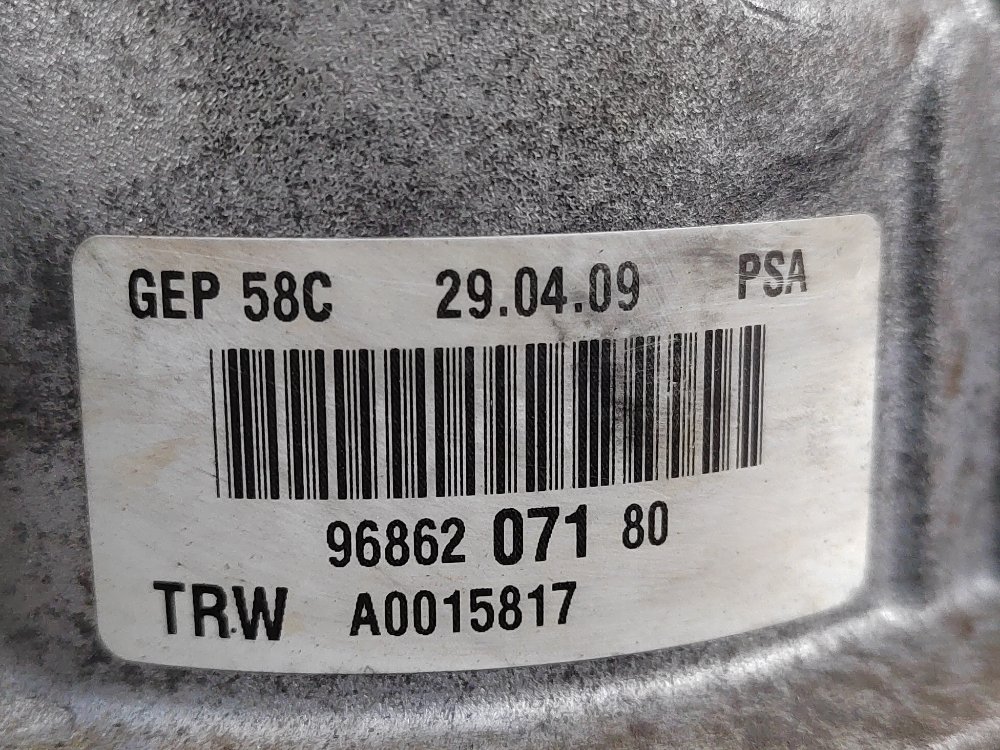 GEP 58C 29.04.09 PSA
96862 071 80
TRW A0015817